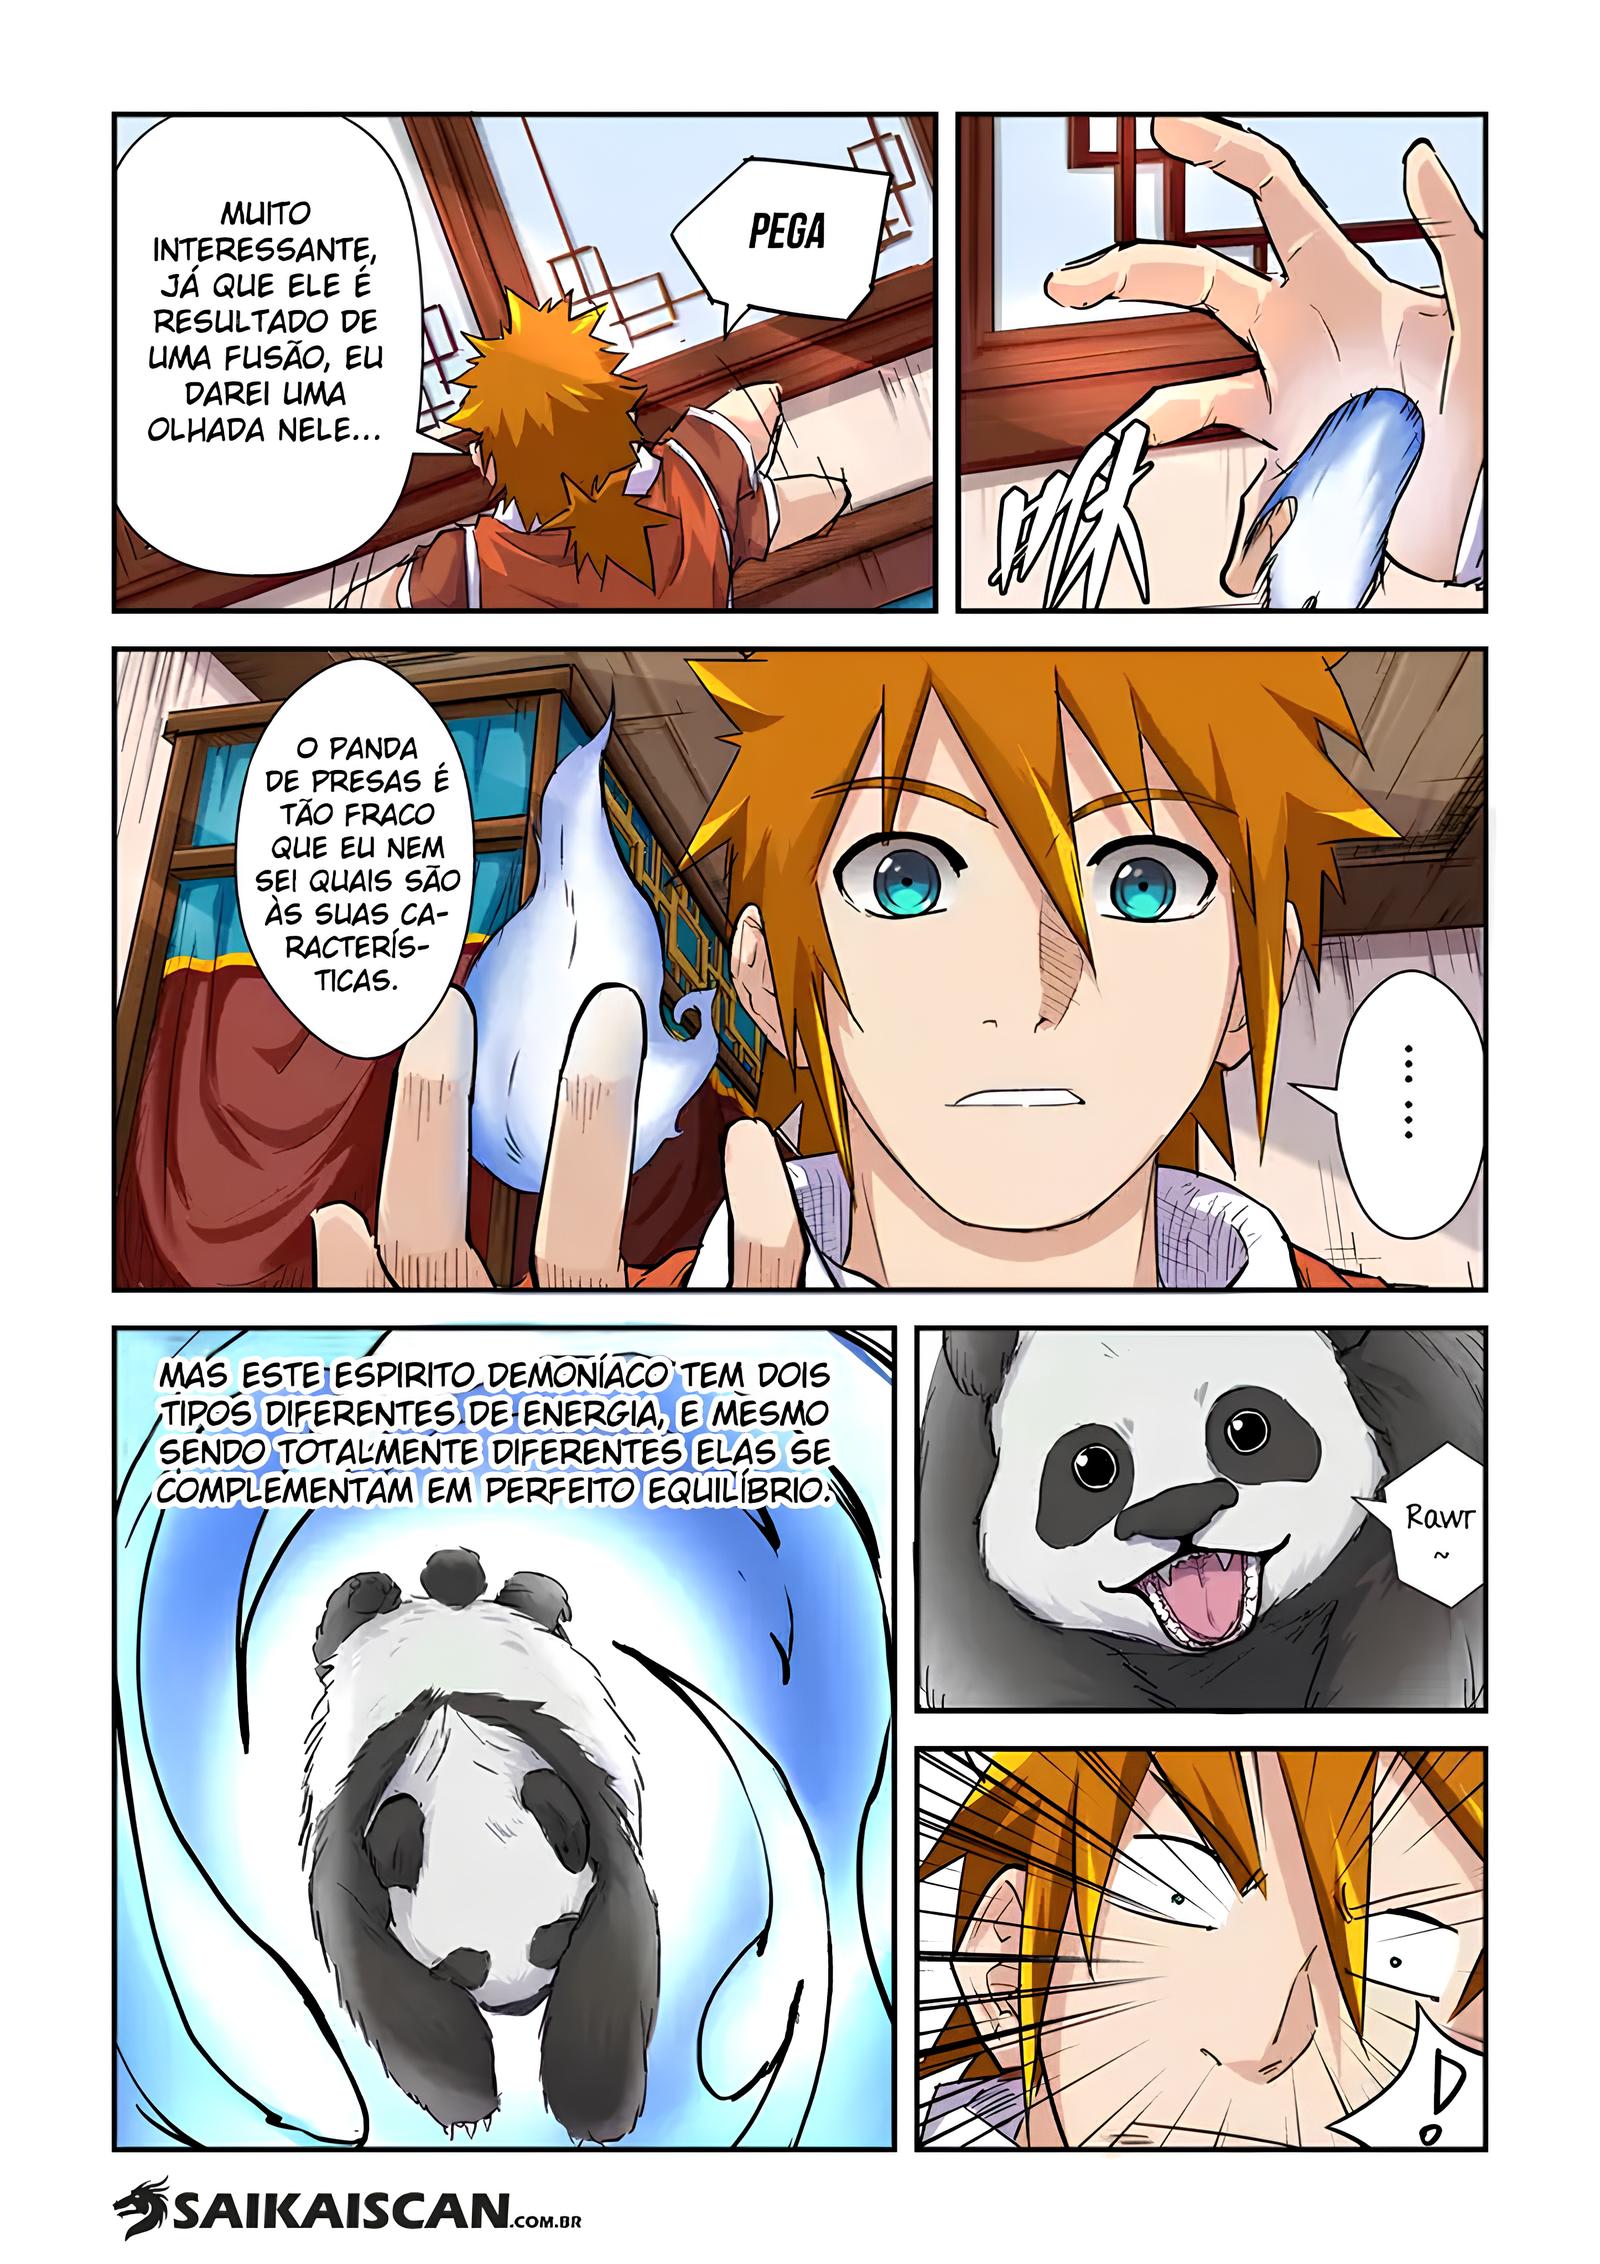 MUITO
INTERESSANTE,
JÁ QUE ELE É
RESULTADO DE
UMA FUSÃO, EU
DAREI UMA
OLHADA NELE...
PEGA
咻
O PANDA
DE PRESAS É
TÃO FRACO
QUE EU NEM
SEI QUAIS SÃO
ÀS SUAS CA-
RACTERÍS-
TICAS.
......
MAS ESTE ESPIRITO DEMONÍACO TEM DOIS
TIPOS DIFERENTES DE ENERGIA, E MESMO
SENDO TOTALMENTE DIFERENTES ELAS SE
COMPLEMENTAM EM PERFEITO EQUILÍBRIO.
Rawr
~
!
SAIKAISCAN.COM.BR